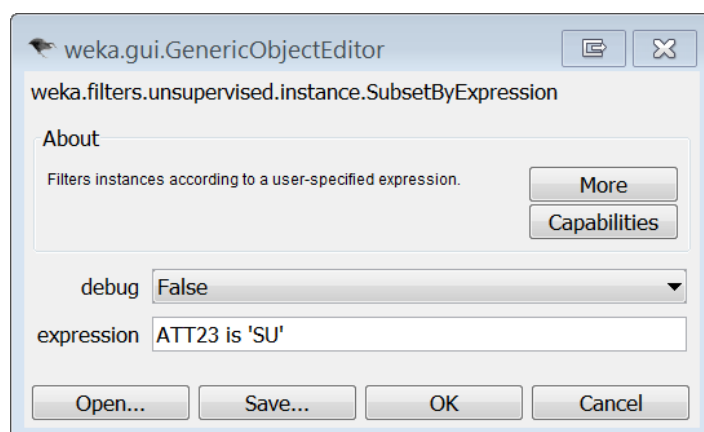 weka.gui.GenericObjectEditor
weka.filters.unsupervised.instance.SubsetByExpression
About
Filters instances according to a user-specified expression.
More
Capabilities
debug False
expression ATT23 is 'SU'
Open... Save... OK Cancel